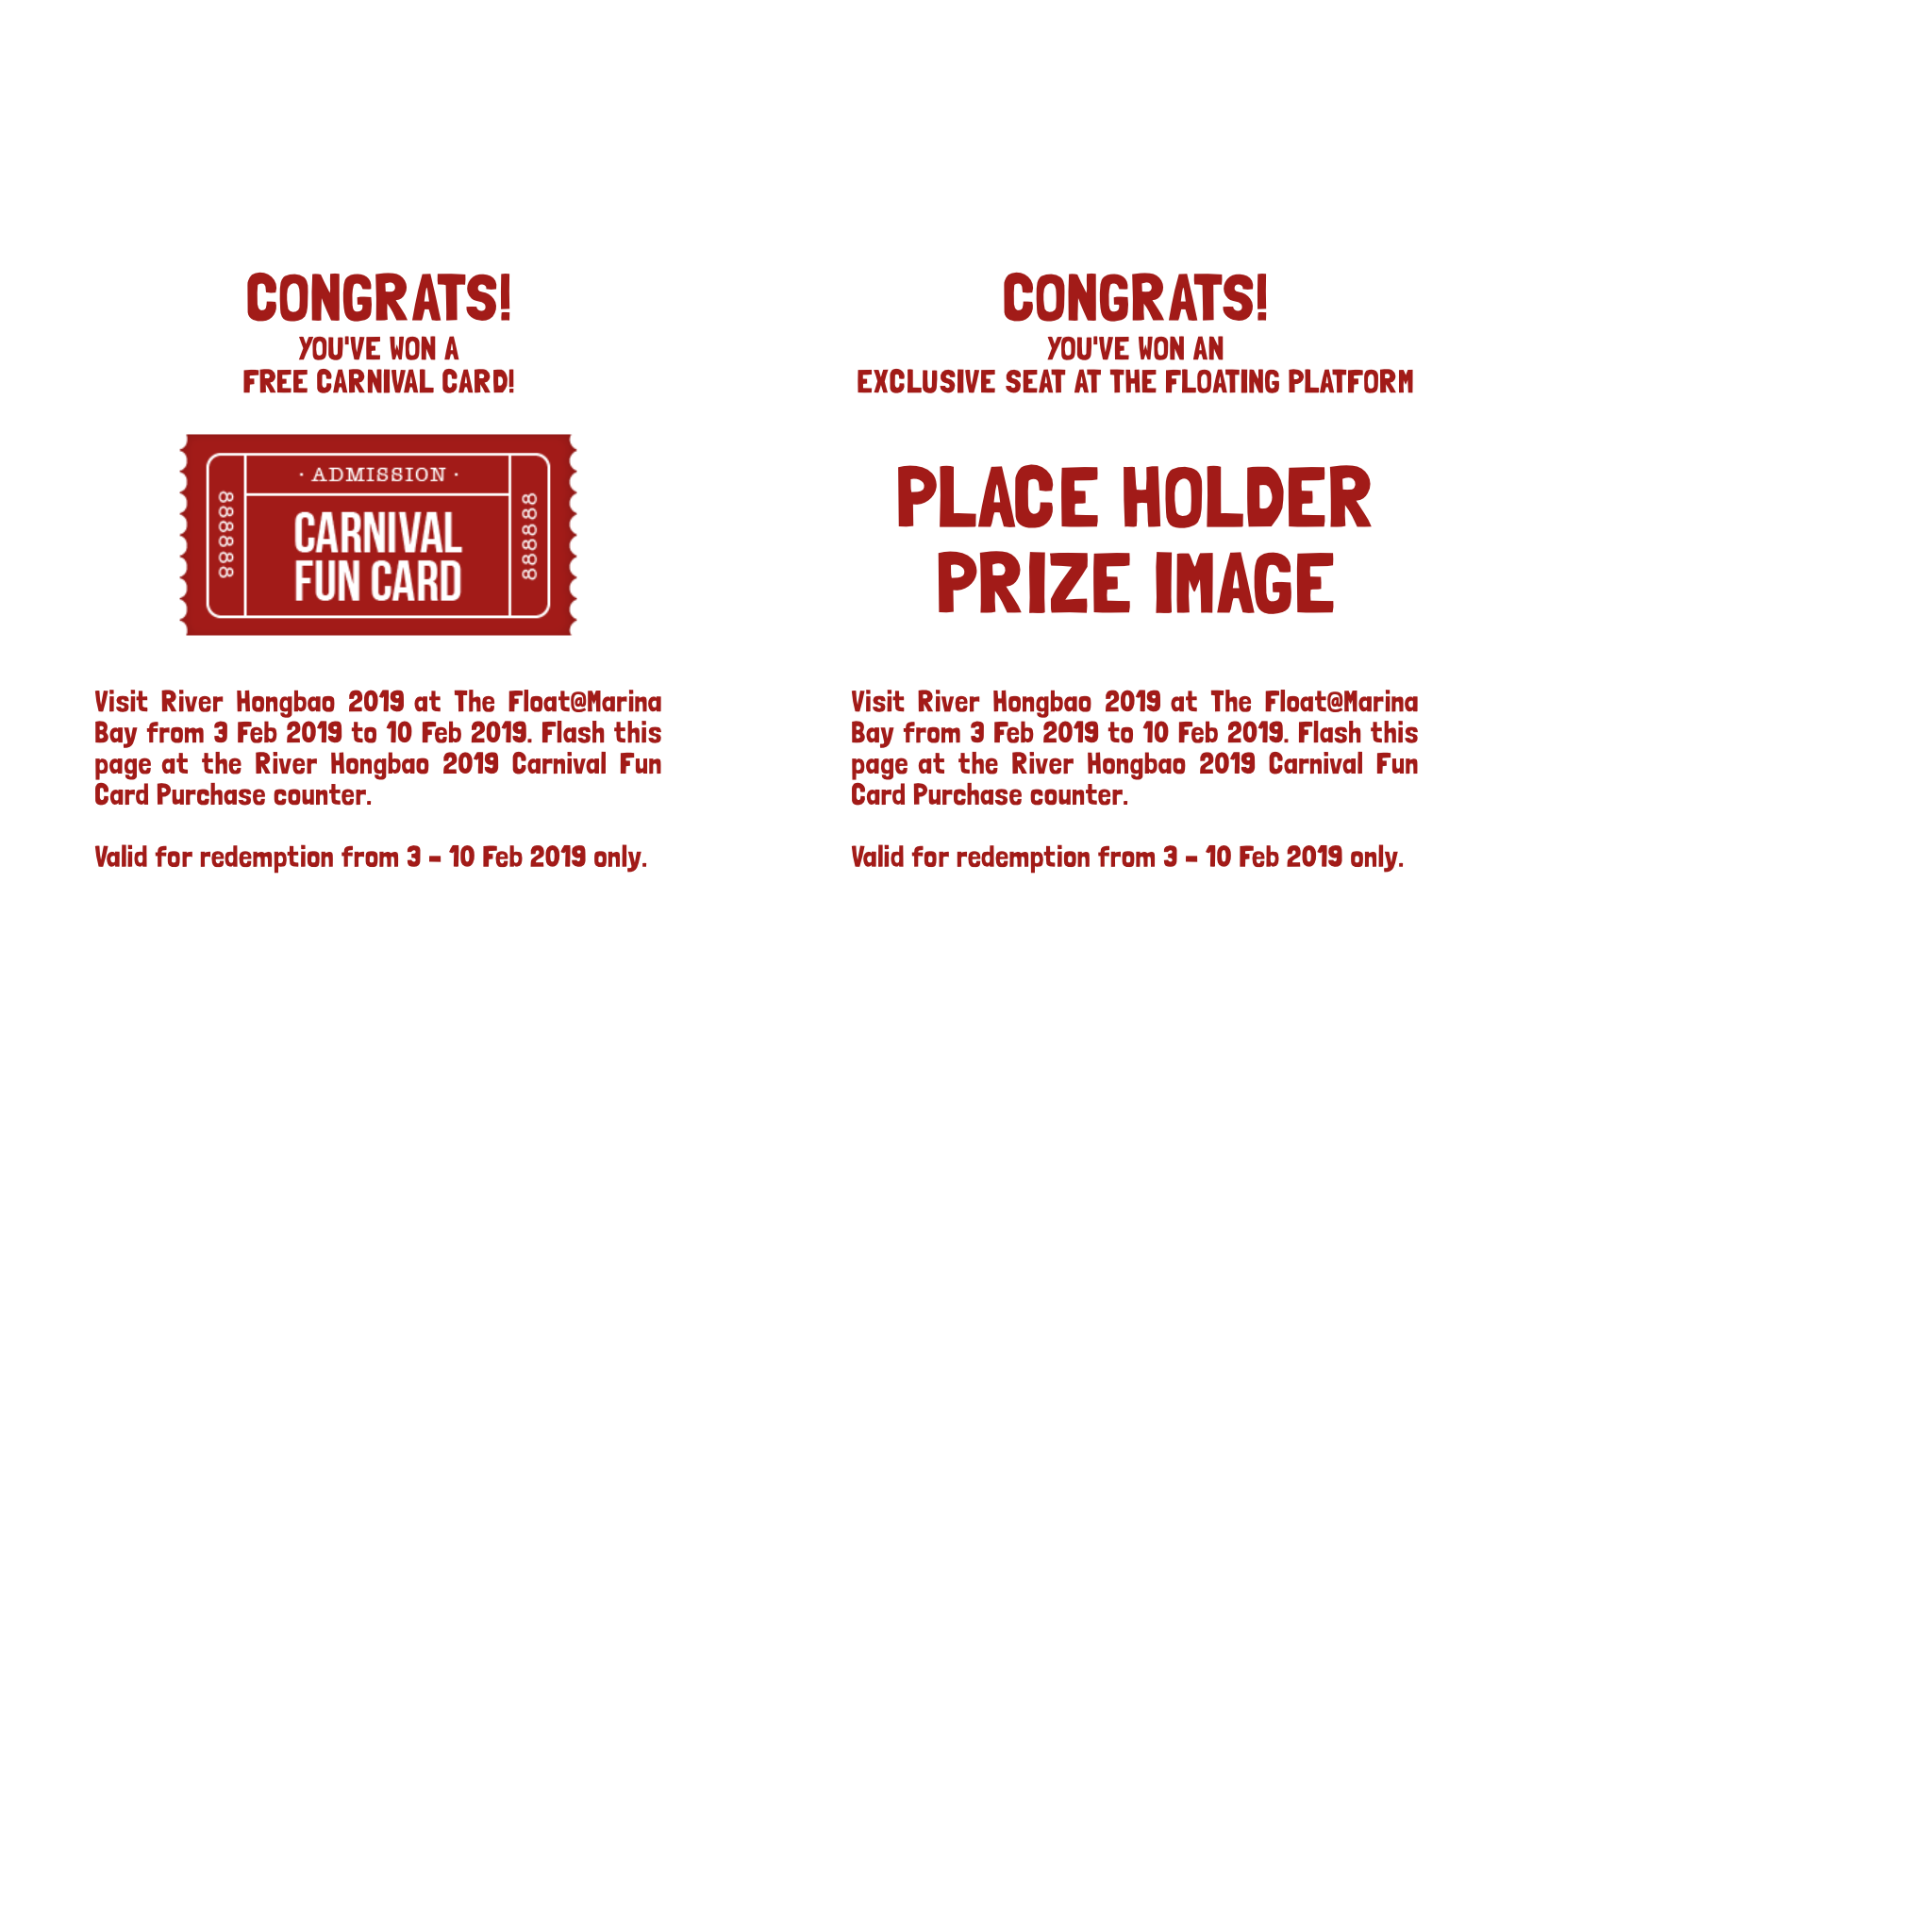 CONGRATS!
YOU'VE WON A
FREE CARNIVAL CARD!
· ADMISSION ·
888888
CARNIVAL
FUN CARD
888888
Visit River Hongbao 2019 at The Float@Marina
Bay from 3 Feb 2019 to 10 Feb 2019. Flash this
page at the River Hongbao 2019 Carnival Fun
Card Purchase counter.
Valid for redemption from 3 - 10 Feb 2019 only.
CONGRATS!
YOU'VE WON AN
EXCLUSIVE SEAT AT THE FLOATING PLATFORM
PLACE HOLDER
PRIZE IMAGE
Visit River Hongbao 2019 at The Float@Marina
Bay from 3 Feb 2019 to 10 Feb 2019. Flash this
page at the River Hongbao 2019 Carnival Fun
Card Purchase counter.
Valid for redemption from 3 - 10 Feb 2019 only.